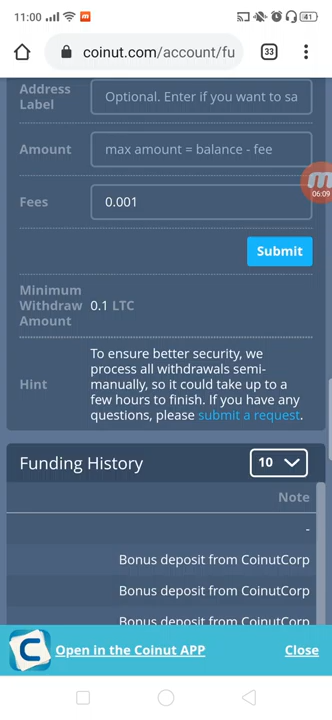 11:00
41
coinut.com/account/fu
33
Address Label
Optional. Enter if you want to sa
Amount
max amount = balance - fee
06:09
Fees
0.001
Submit
Minimum Withdraw Amount
0.1 LTC
Hint
To ensure better security, we
process all withdrawals semi-
manually, so it could take up to a
few hours to finish. If you have any
questions, please submit a request.
Funding History
10
Note
-
Bonus deposit from CoinutCorp
Bonus deposit from CoinutCorp
Bonus deposit from CoinutCorp
Open in the Coinut APP
Close